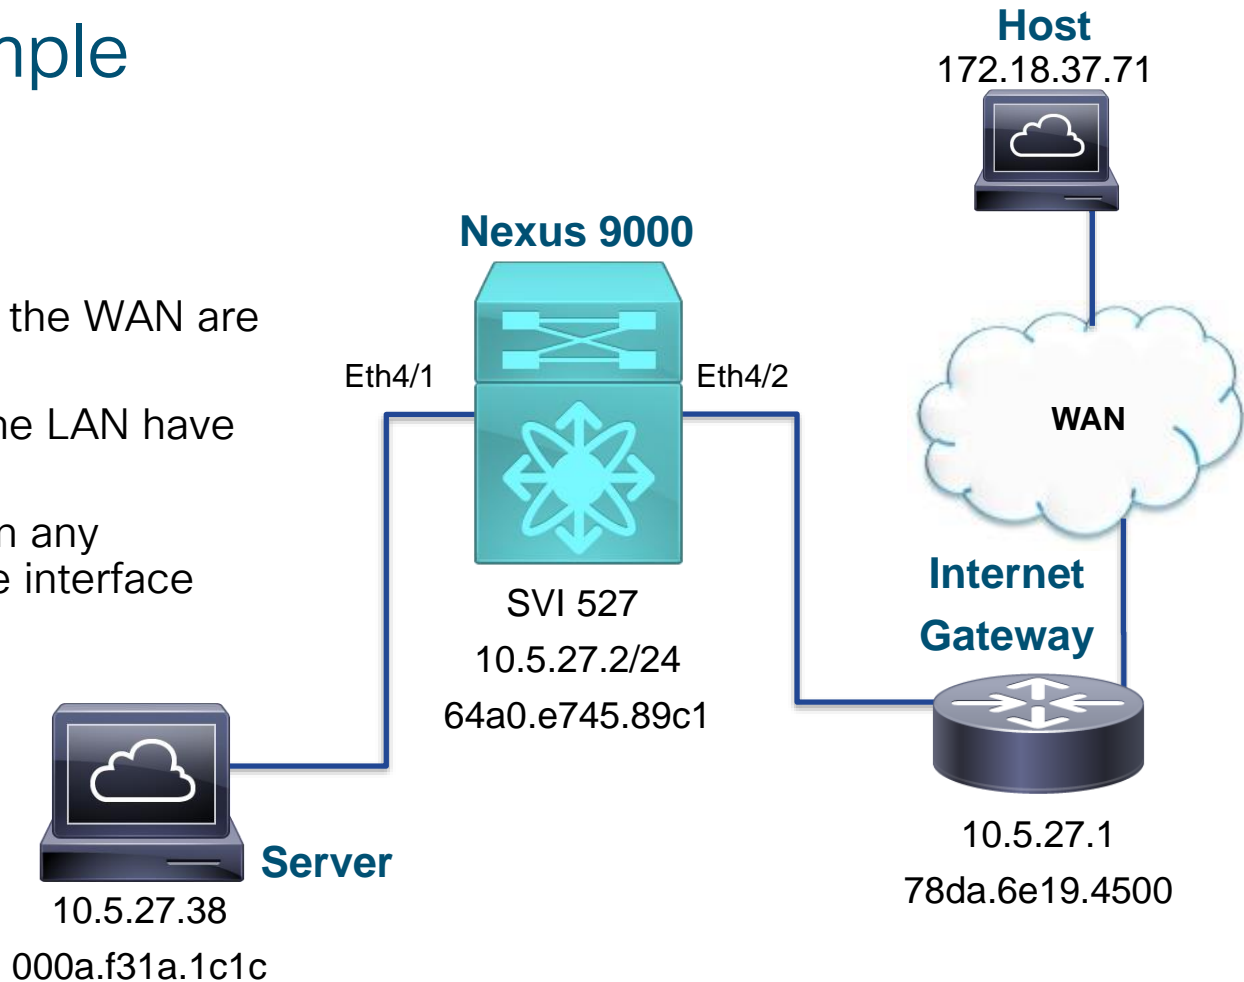 mple
the WAN are
he LAN have
n any
e interface
Host
172.18.37.71
Nexus 9000
Eth4/1
Eth4/2
WAN
SVI 527
10.5.27.2/24
64a0.e745.89c1
Internet
Gateway
10.5.27.1
78da.6e19.4500
Server
10.5.27.38
000a.f31a.1c1c